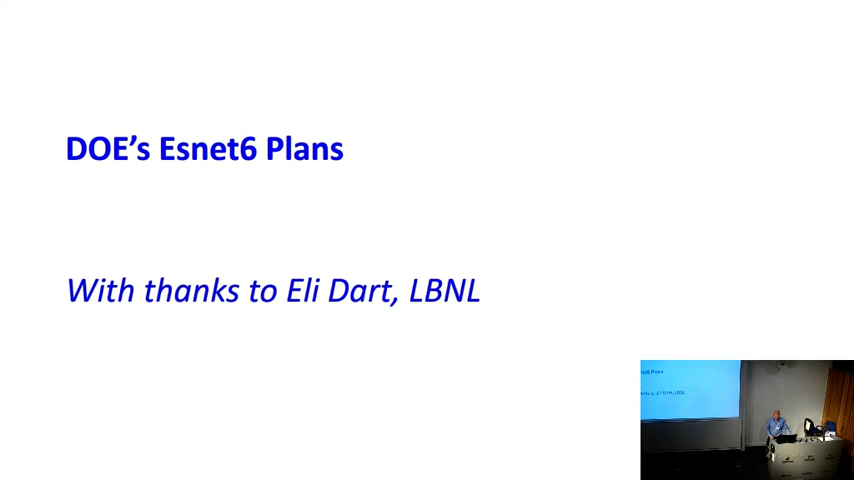 DOE’s Esnet6 Plans
With thanks to Eli Dart, LBNL